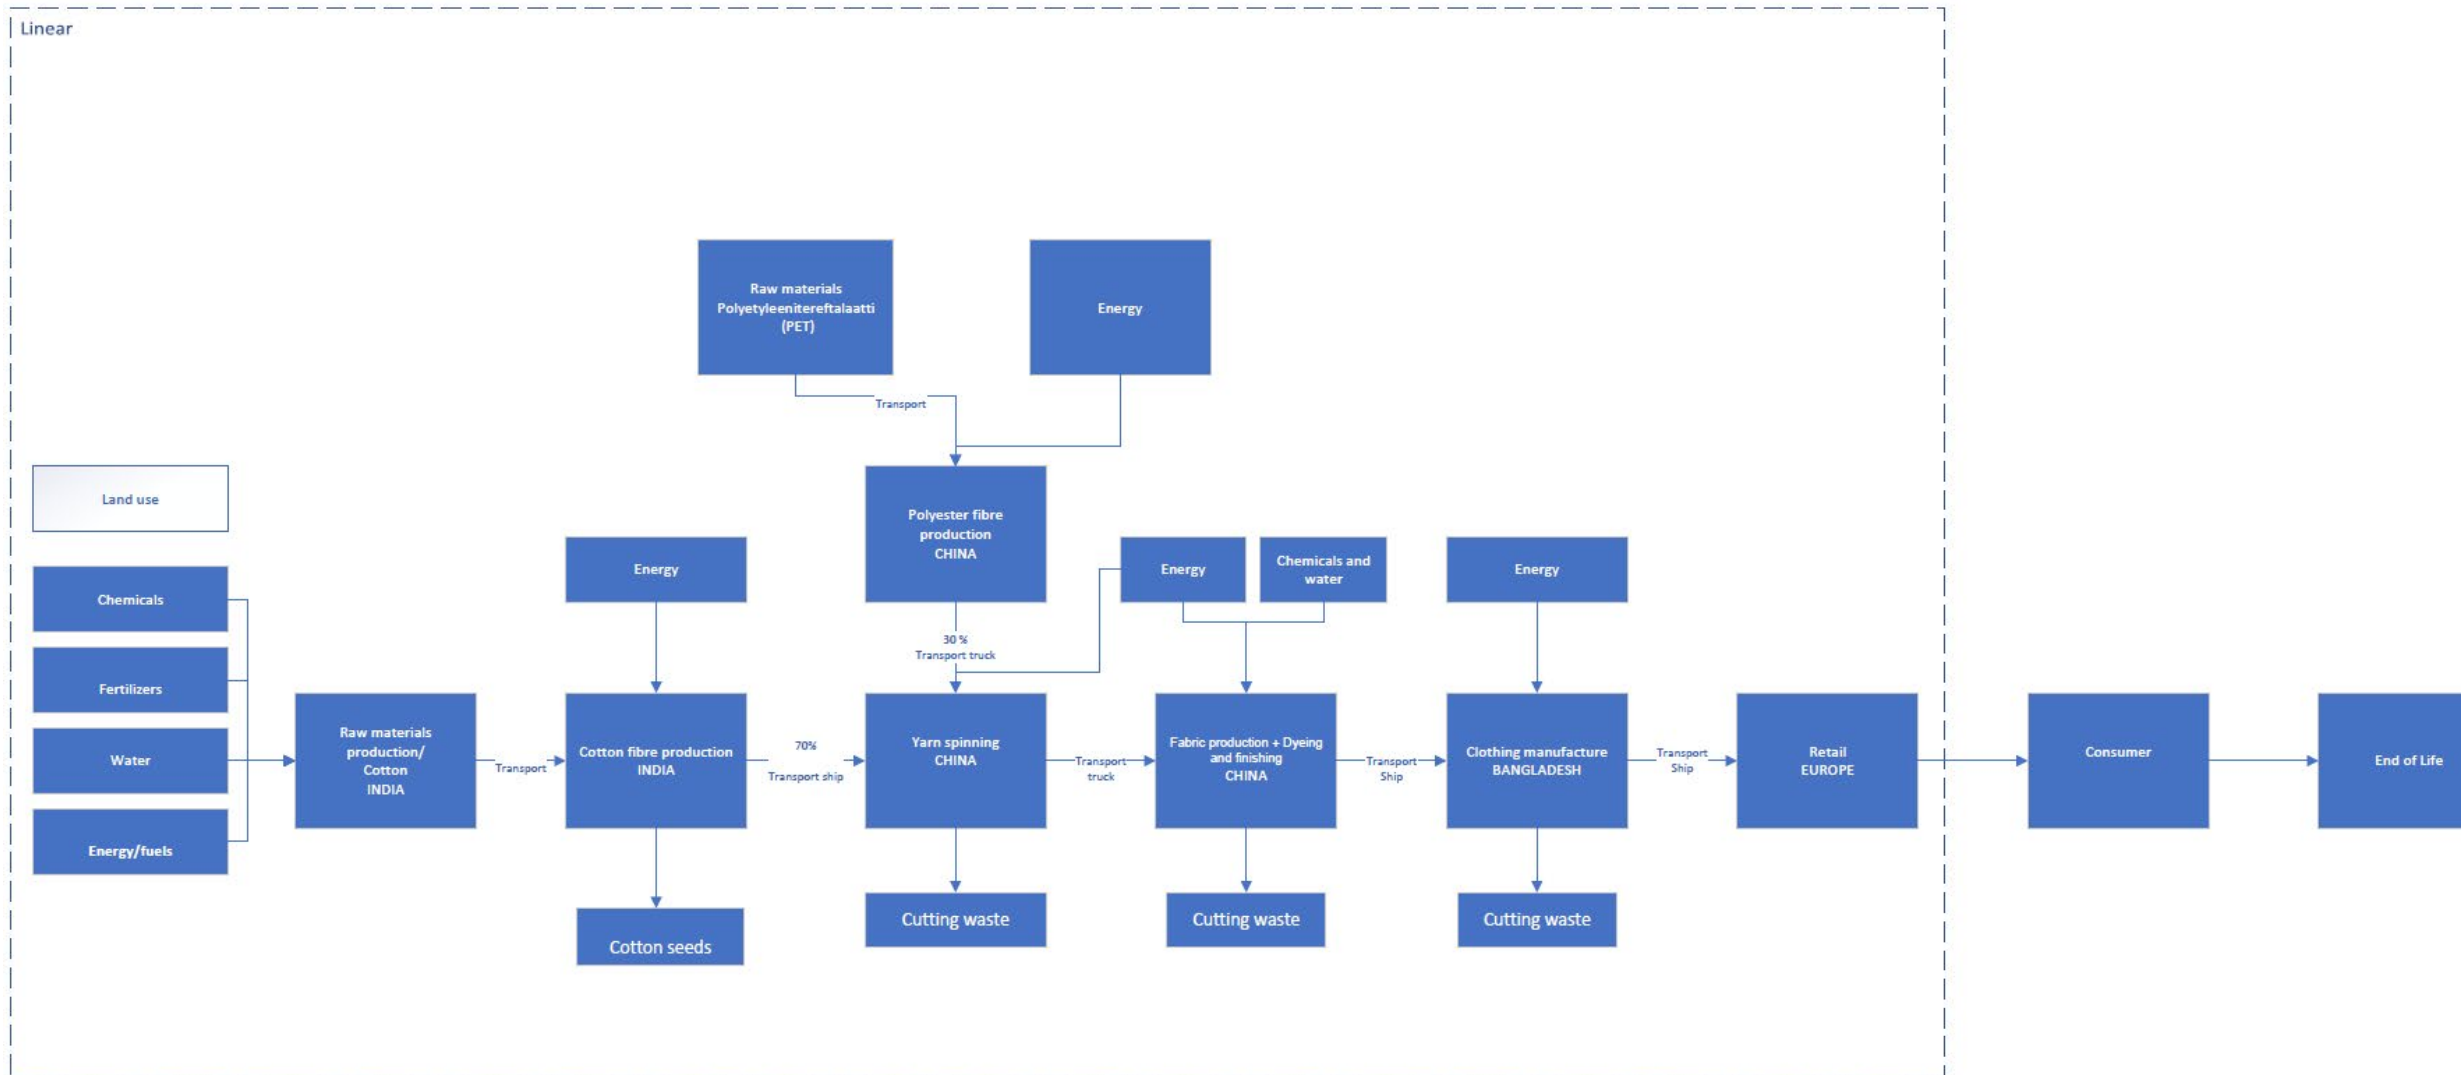 Linear
Raw materials
Polyetyleenitereftalaatti
(PET)
Energy
Transport
Land use
Polyester fibre
production
CHINA
Energy
Energy
Chemicals and
water
Energy
Chemicals
Fertilizers
Water
Energy/fuels
30 %
Transport truck
Raw materials
production/
Cotton
INDIA
Transport
Cotton fibre production
INDIA
70%
Transport ship
Yarn spinning
CHINA
Transport
truck
Fabric production + Dyeing
and finishing
CHINA
Transport
Ship
Clothing manufacture
BANGLADESH
Transport
Ship
Retail
EUROPE
Consumer
End of Life
Cotton seeds
Cutting waste
Cutting waste
Cutting waste